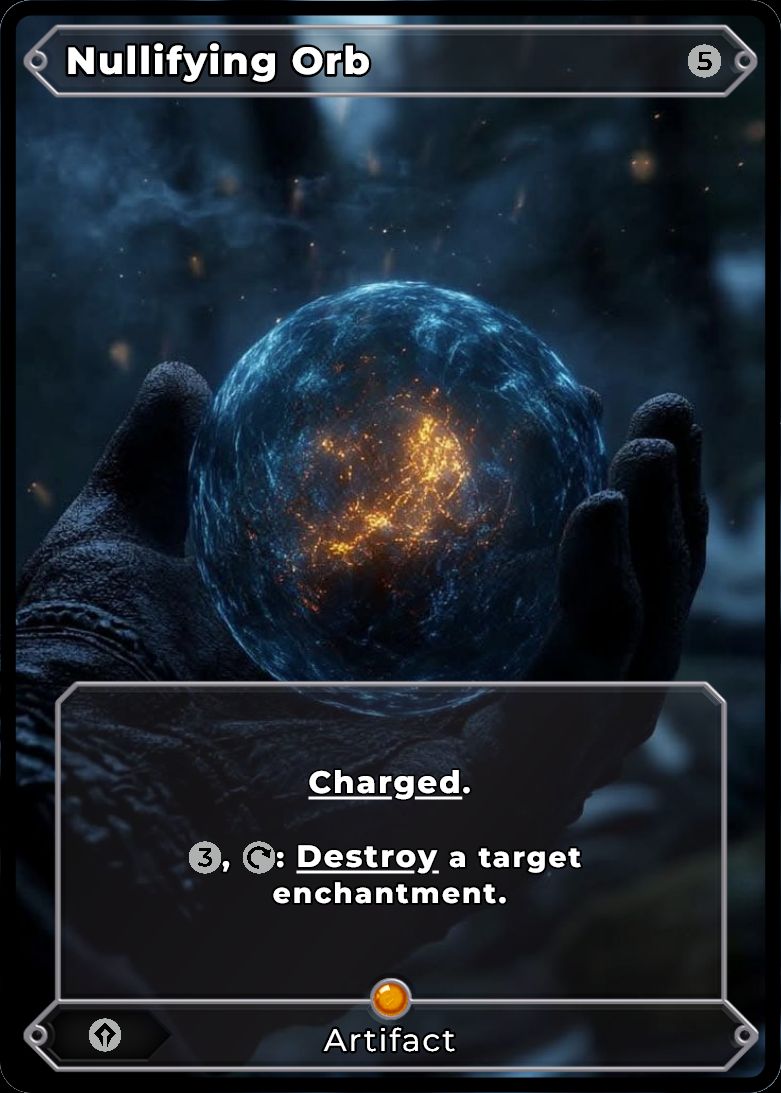 Nullifying Orb 5
Charged.
3, : Destroy a target
enchantment.
Artifact